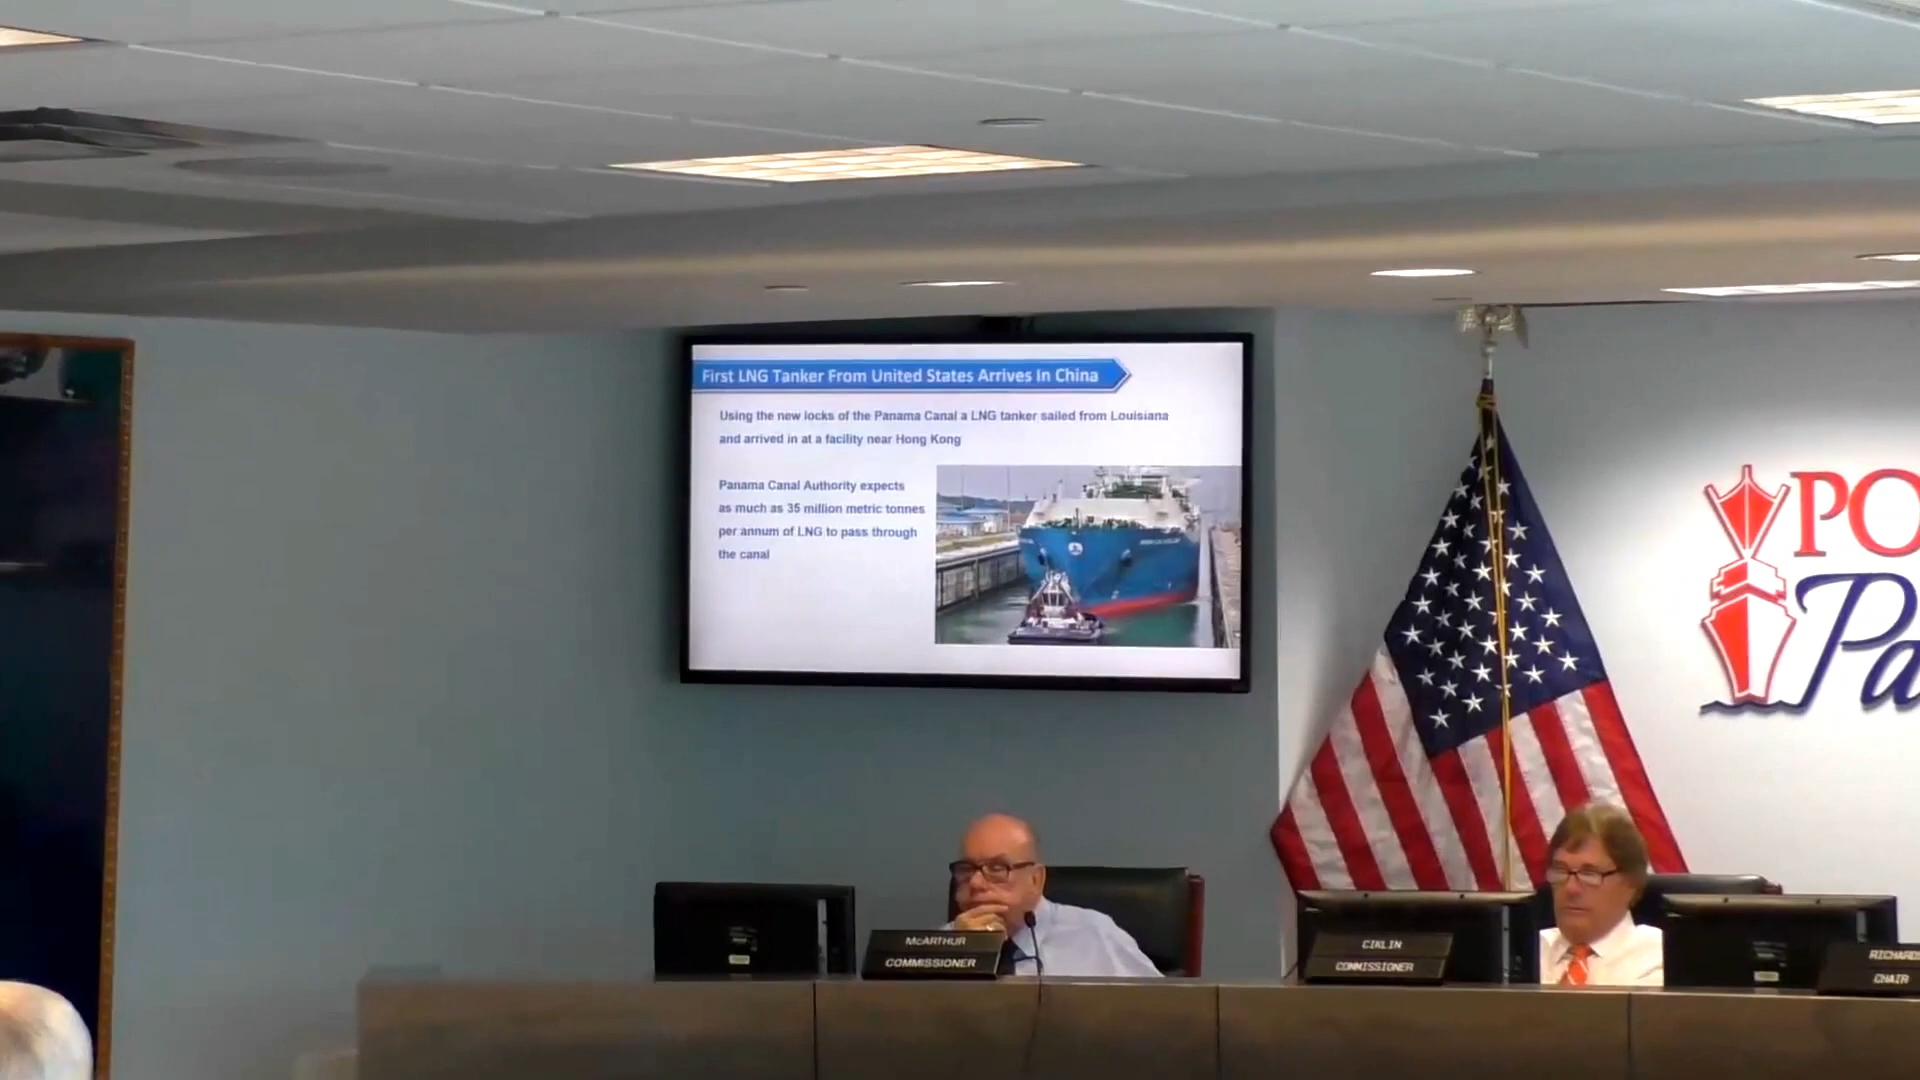 First LNG Tanker From United States Arrives In China
Using the new locks of the Panama Canal a LNG tanker sailed from Louisiana
and arrived in at a facility near Hong Kong
Panama Canal Authority expects
as much as 35 million metric tonnes
per annum of LNG to pass through
the canal
PO
Pa
McARTHUR
COMMISSIONER
CIKLIN
COMMISSIONER
RICHARDS
CHAIR